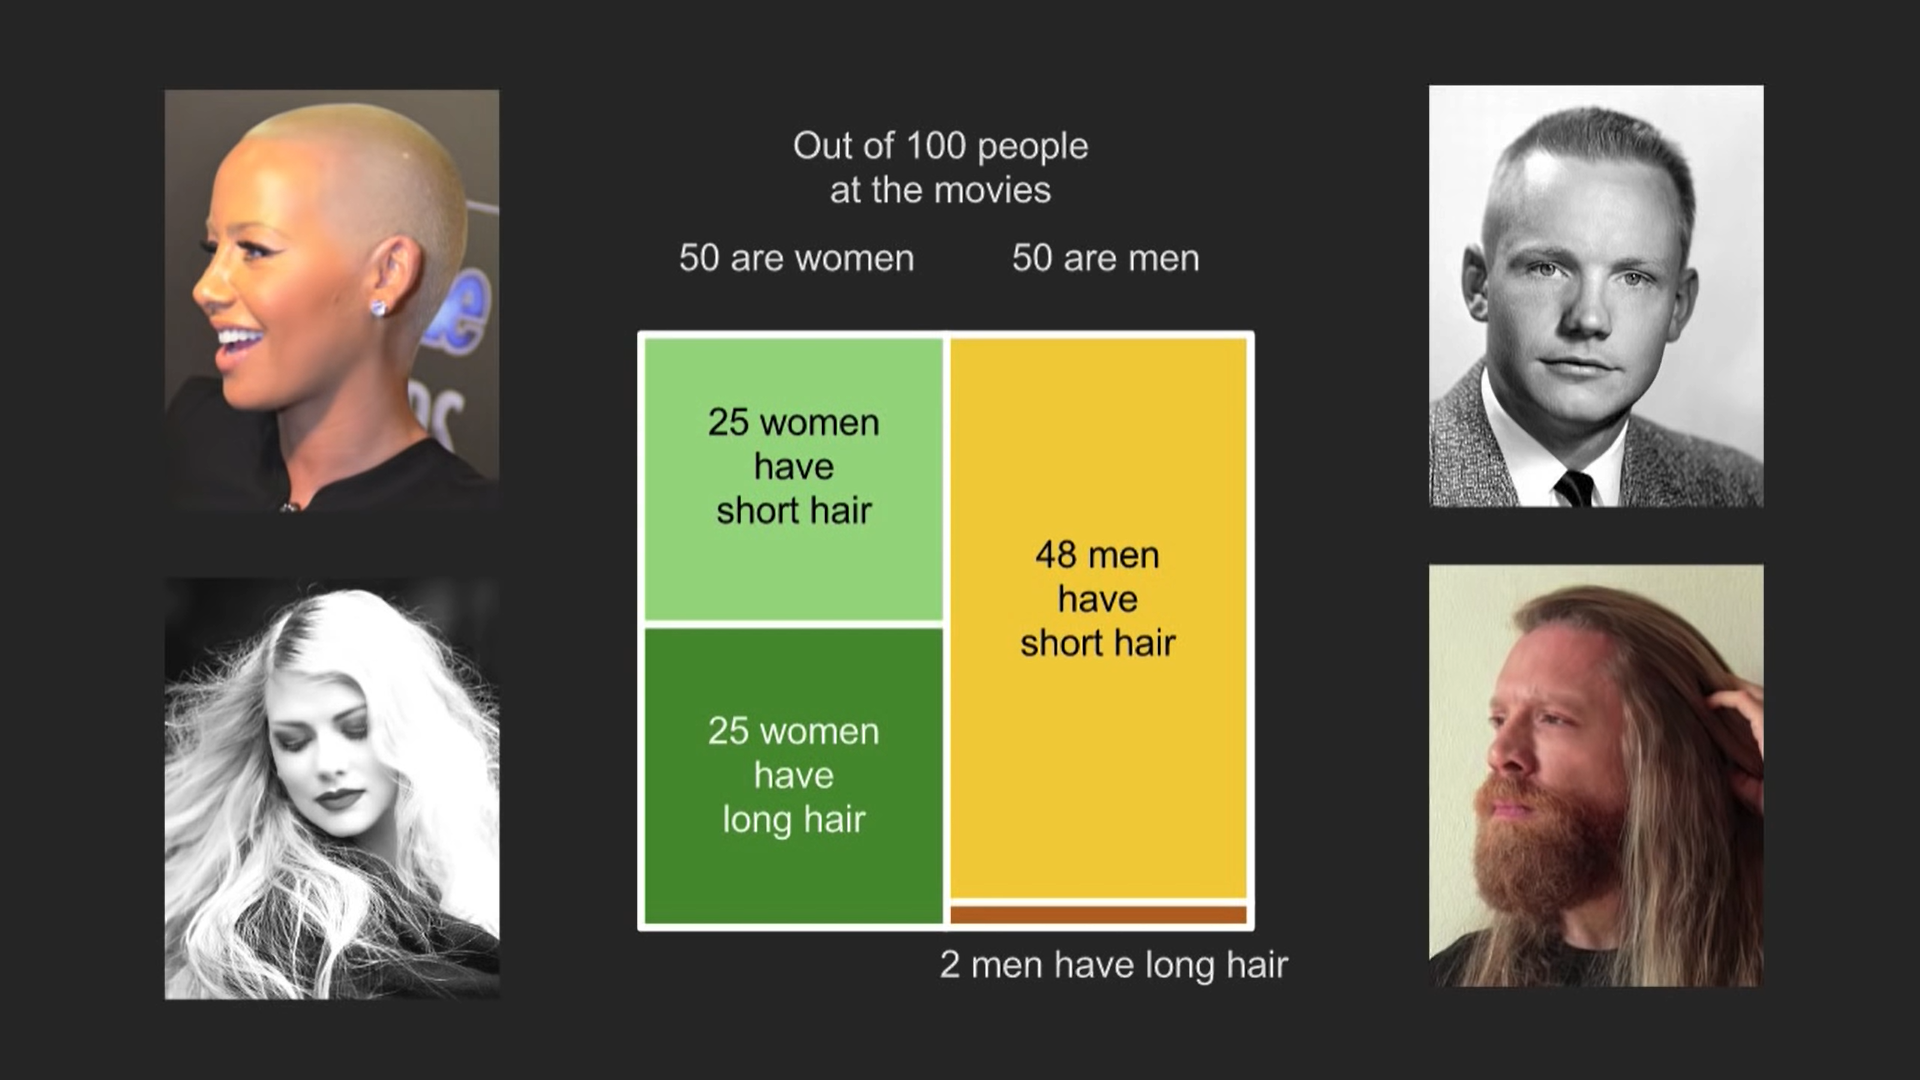 Out of 100 people
at the movies
50 are women
50 are men
25 women
have
short hair
48 men
have
short hair
25 women
have
long hair
2 men have long hair